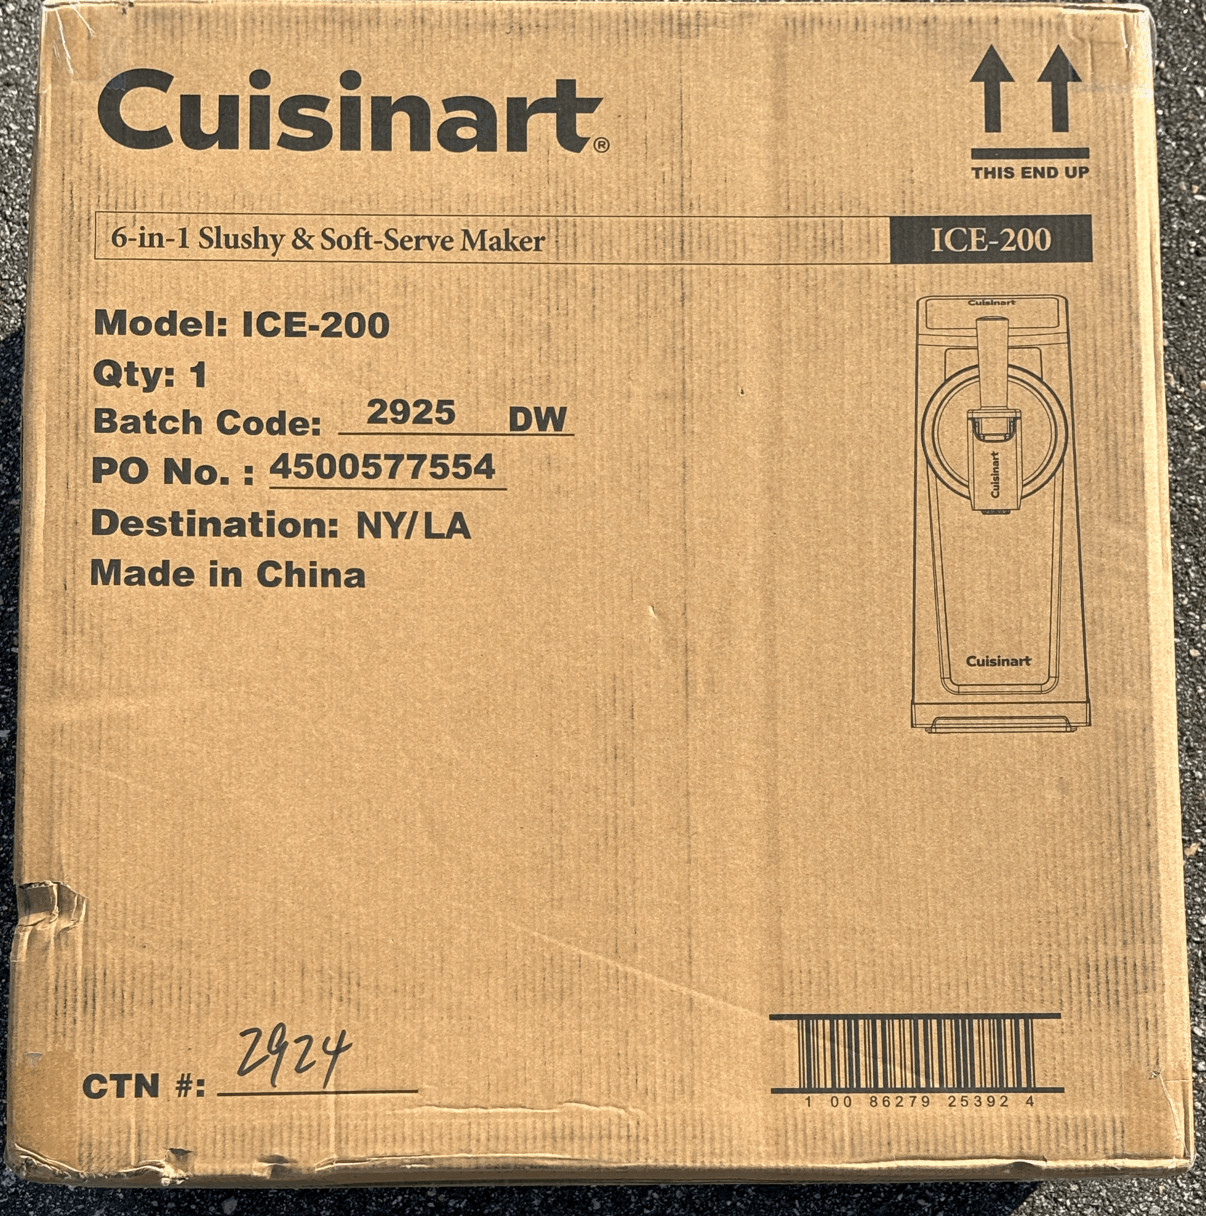 Cuisinart®
THIS END UP
6-in-1 Slushy & Soft-Serve Maker ICE-200
Model: ICE-200
Qty: 1
Batch Code: 2925 DW
PO No. : 4500577554
Destination: NY/LA
Made in China
Cuisinart
Cuisinart
Cuisinart
CTN #: 2924
1 00 86279 25392 4